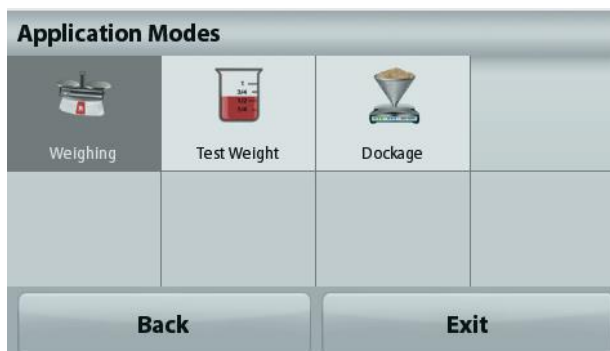 Application Modes
Weighing
Test Weight
Dockage
Back
Exit